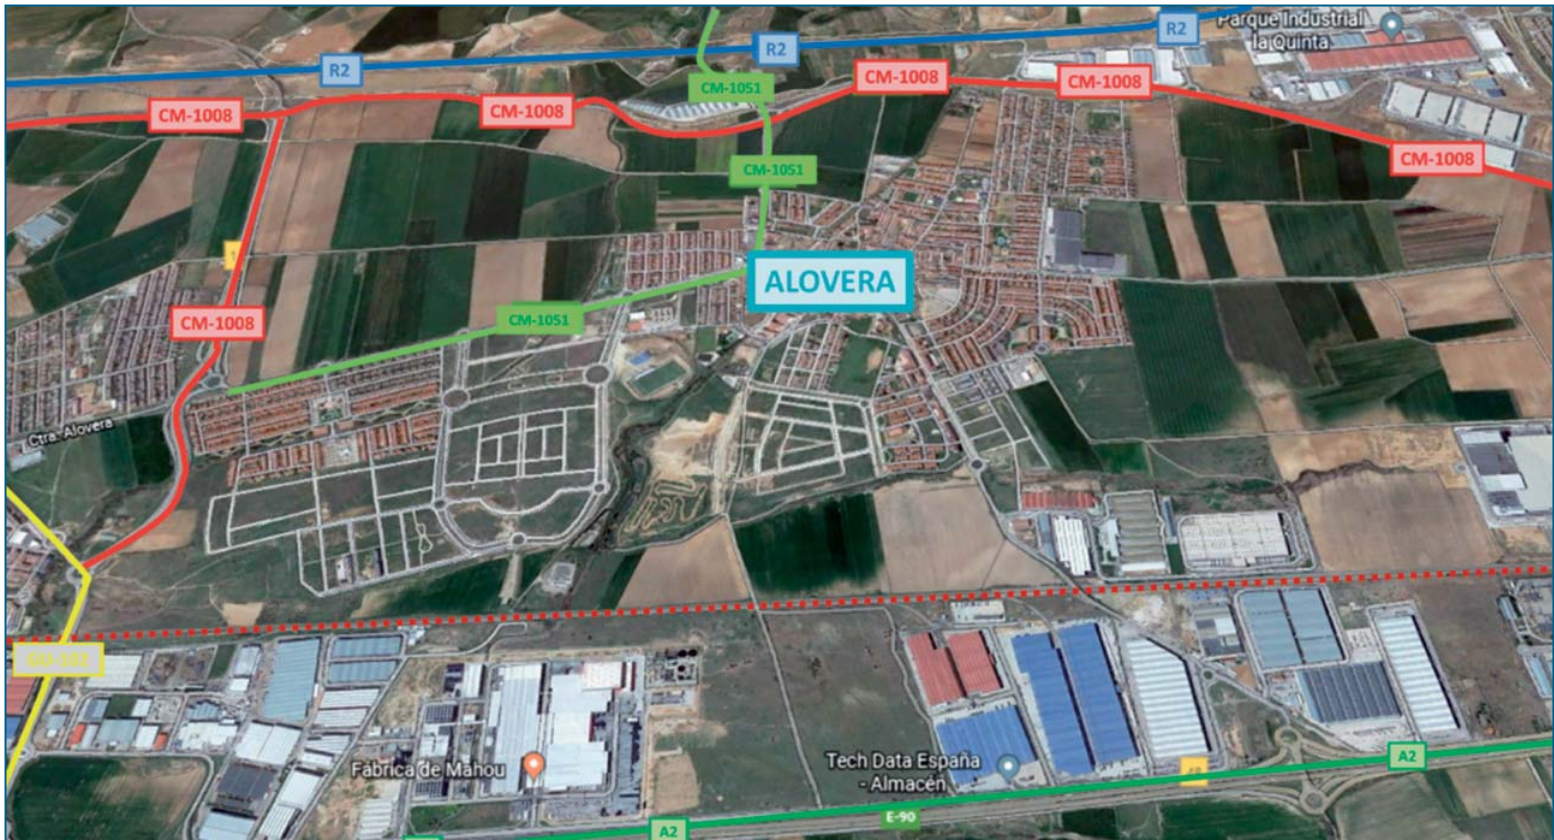 Parque Industrial
la Quinta
R2
R2
R2
CM-1008
CM-1051
CM-1008
CM-1008
CM-1008
CM-1051
CM-1008
ALOVERA
CM-1008
CM-1051
Ctra. Alovera
GU-102
Fábrica de Mahou
Tech Data España
- Almacén
A2
E-90
A2